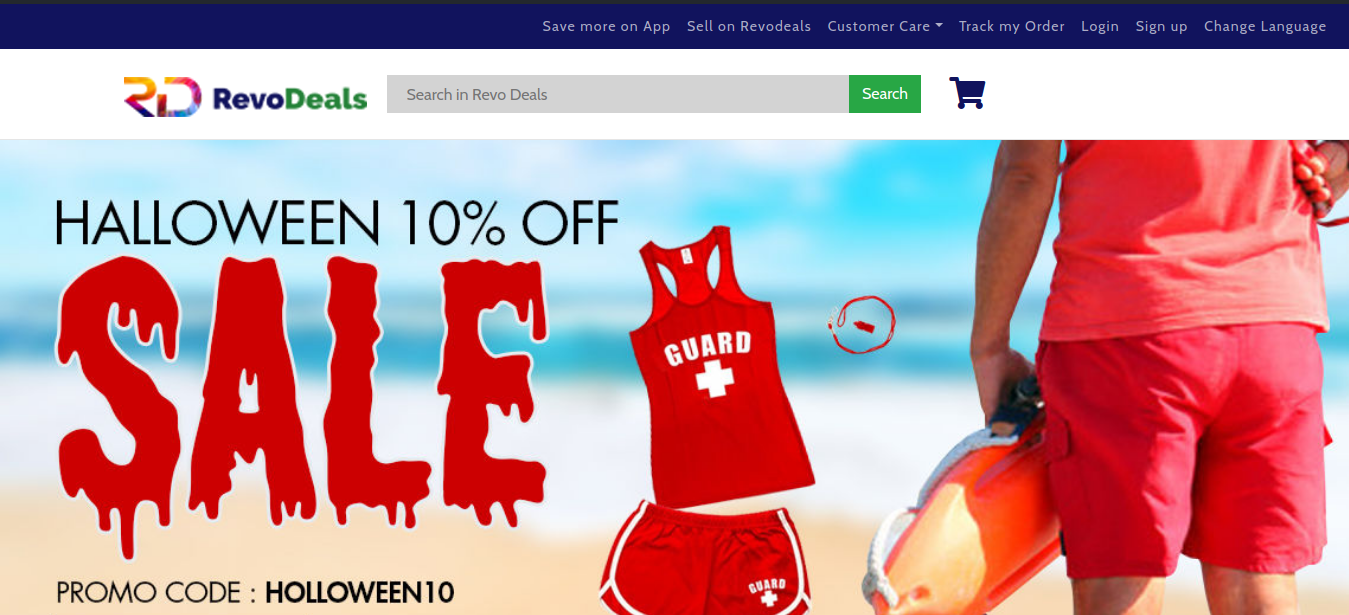 Save more on App Sell on Revodeals Customer Care Track my Order Login Sign up Change Language
RD RevoDeals
Search in Revo Deals
Search
HALLOWEEN 10% OFF
SALE
PROMO CODE : HOLLOWEEN10
GUARD
GUARD